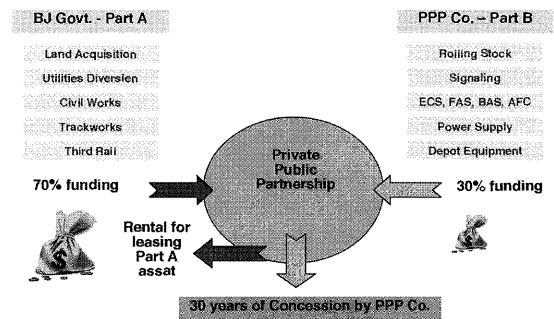 BJ Govt. - Part A
Land Acquisition
Utilities Diversion
Civil Works
Trackworks
Third Rail
70% funding
PPP Co. – Part B
Rolling Stock
Signaling
ECS, FAS, BAS, AFC
Power Supply
Depot Equipment
30% funding
Private
Public
Partnership
Rental for
leasing
Part A
assat
$
$
30 years of Concession by PPP Co.